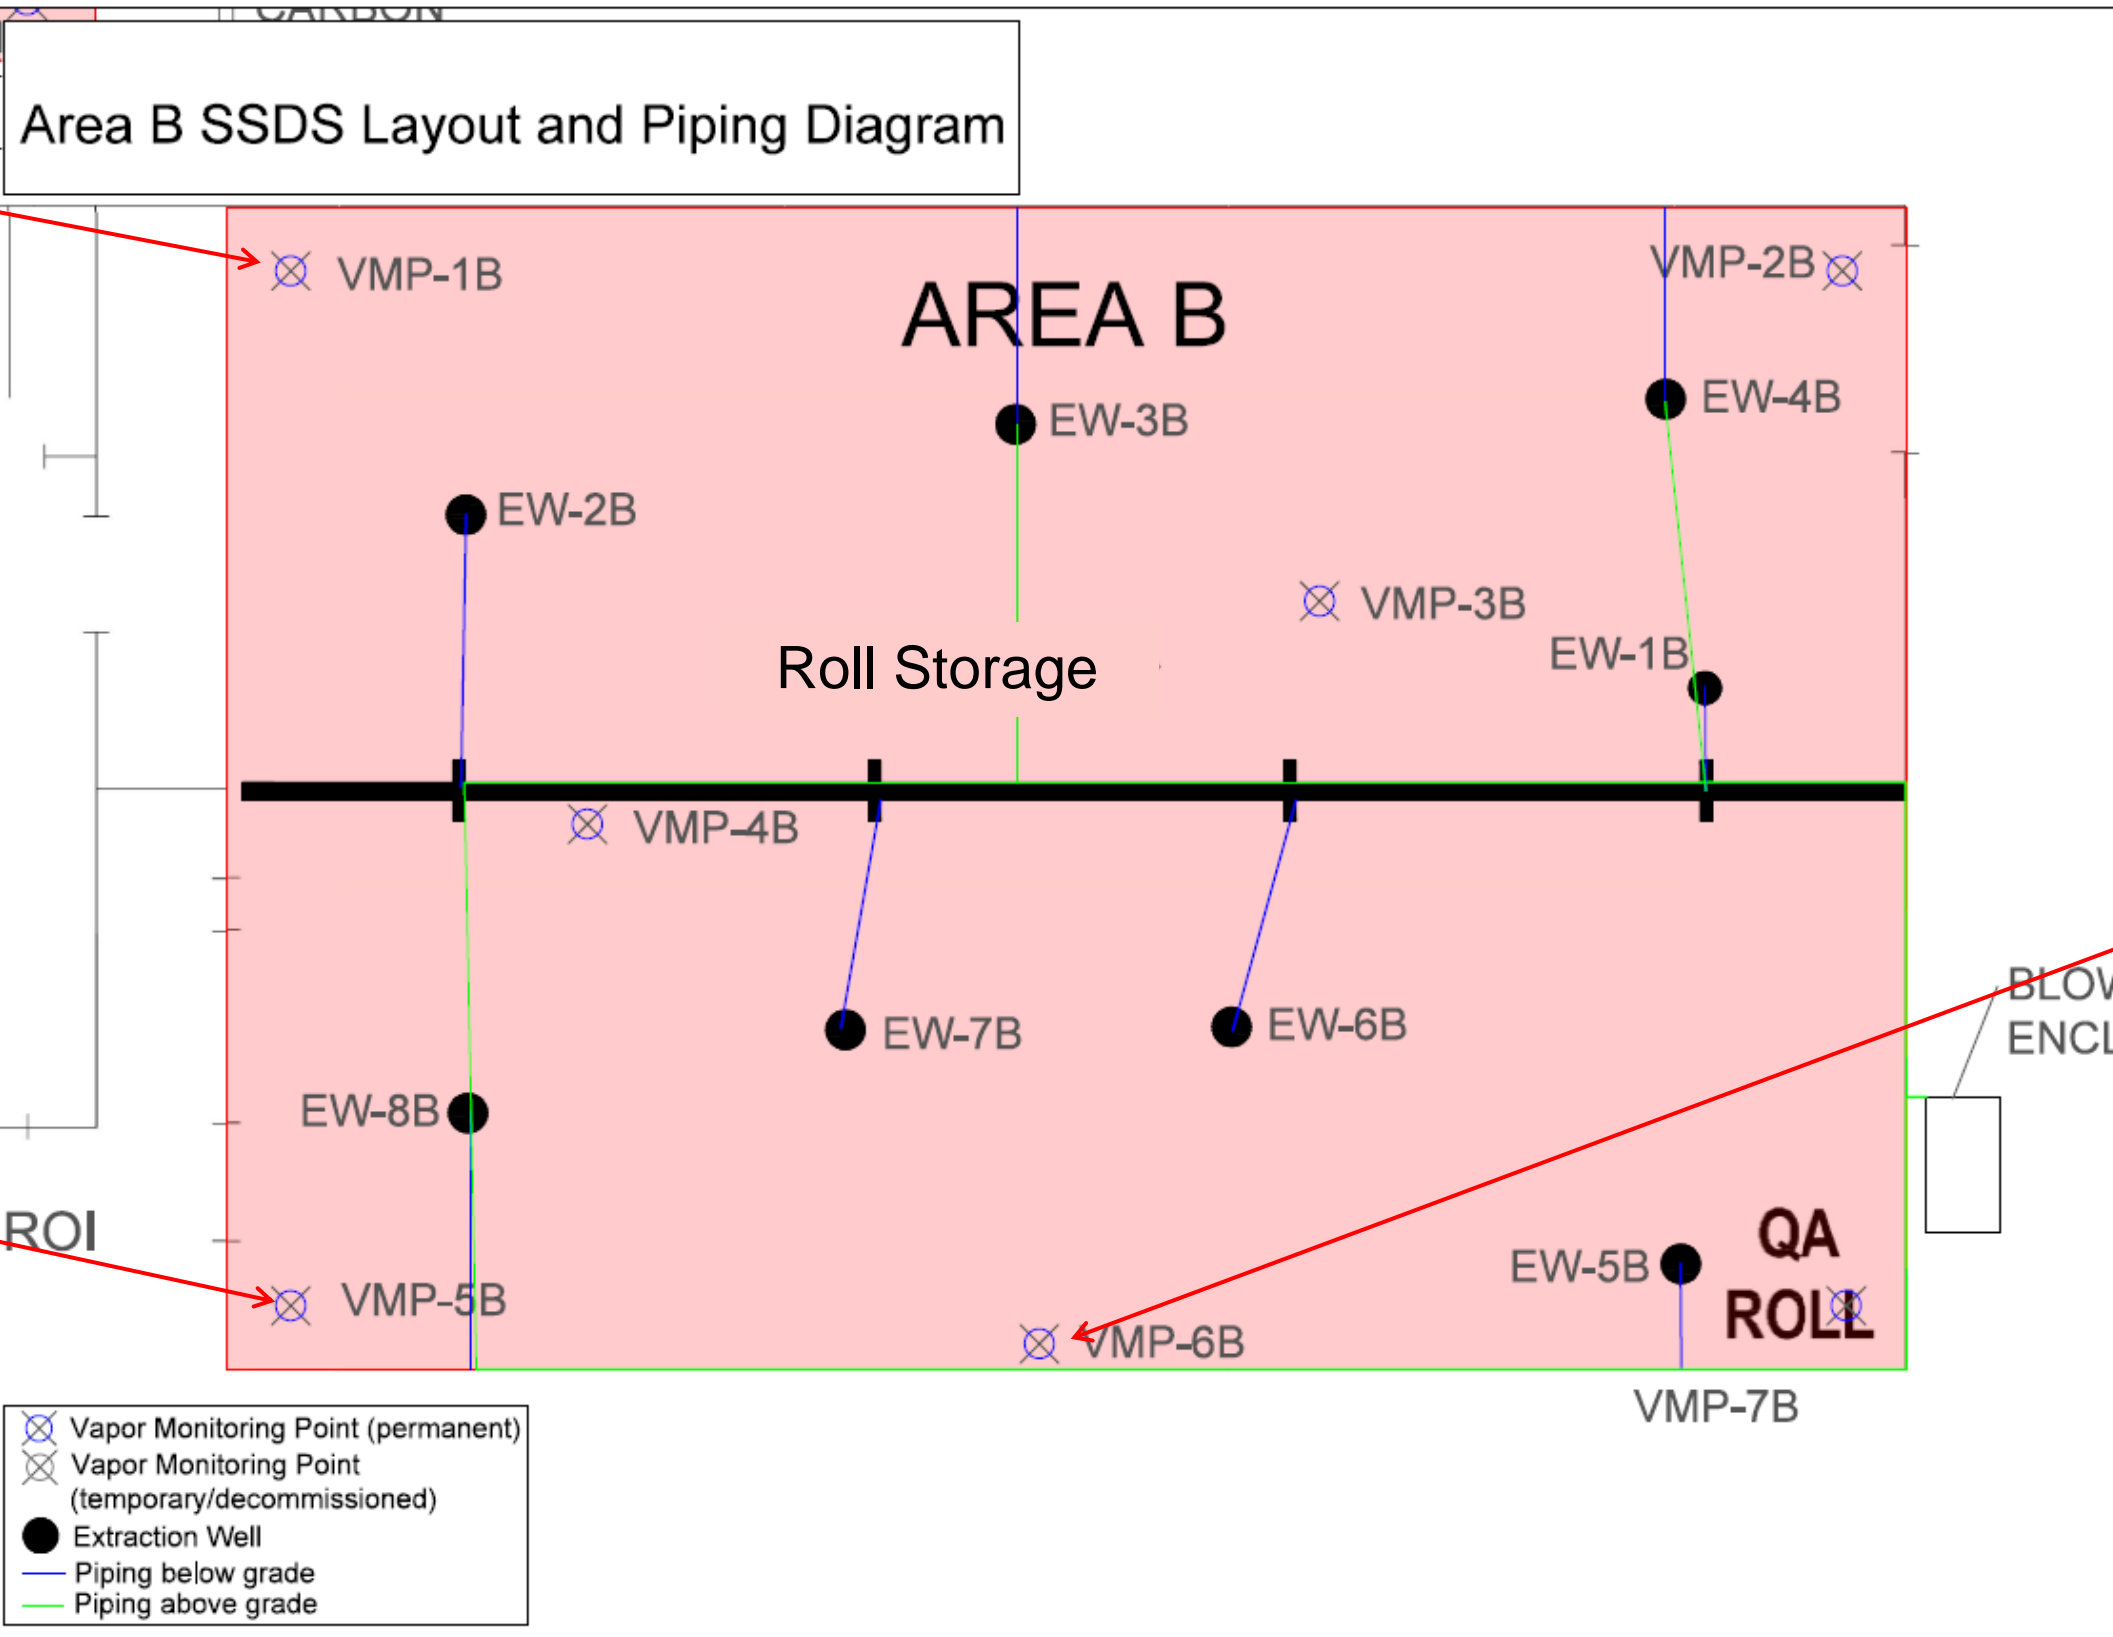 CARBON
Area B SSDS Layout and Piping Diagram
VMP-1B
VMP-2B
AREA B
EW-4B
EW-3B
EW-2B
VMP-3B
EW-1B
Roll Storage
VMP-4B
BLOW
ENCL
EW-7B
EW-6B
EW-8B
ROI
QA
ROLL
EW-5B
VMP-5B
VMP-6B
VMP-7B
Vapor Monitoring Point (permanent)
Vapor Monitoring Point
(temporary/decommissioned)
Extraction Well
Piping below grade
Piping above grade